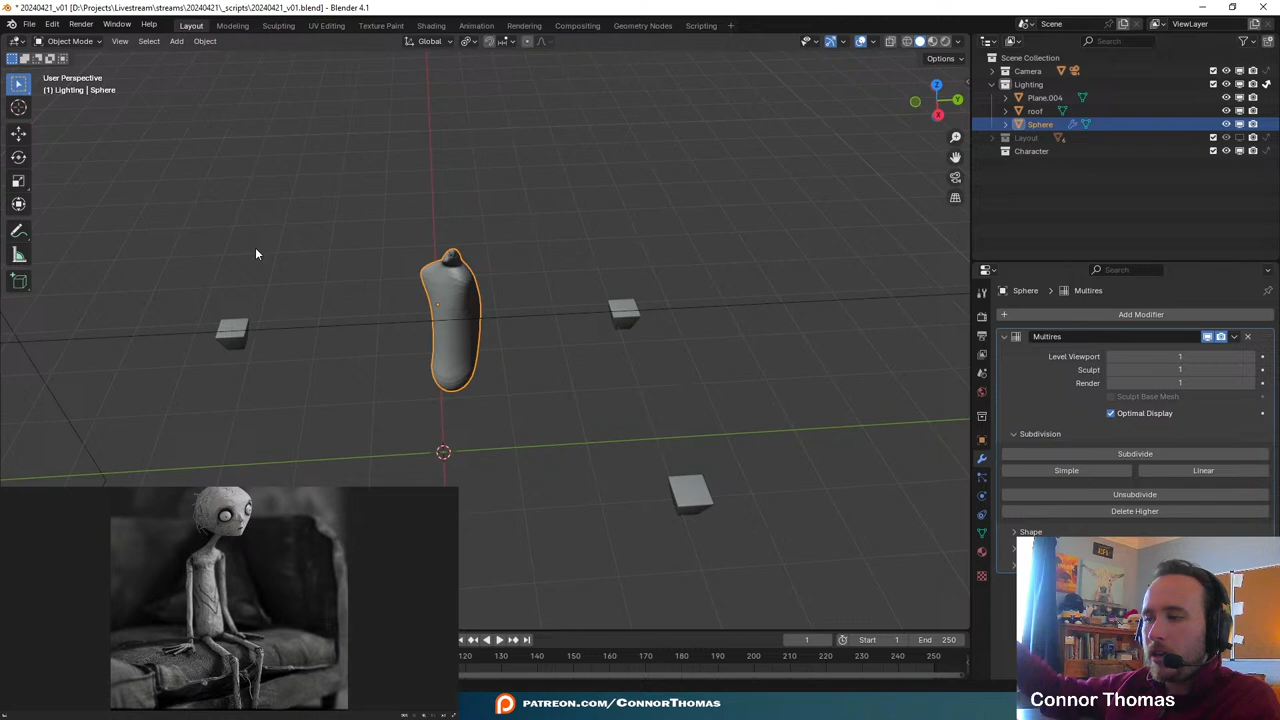 * 20240421_v01 [D:\Projects\Livestream\streams\20240421\_scripts\20240421_v01.blend] - Blender 4.1
File Edit Render Window Help Layout Modeling Sculpting UV Editing Texture Paint Shading Animation Rendering Compositing Geometry Nodes Scripting + Scene ViewLayer
Object Mode View Select Add Object Global Search
Options
User Perspective
(1) Lighting | Sphere
Z
Y
X
Scene Collection
Camera
Lighting
Plane.004
roof
Sphere
Layout
Character
Search
Sphere > Multires
+ Add Modifier
Multires
Level Viewport 1
Sculpt 1
Render 1
Sculpt Base Mesh
Optimal Display
Subdivision
Subdivide
Simple Linear
Unsubdivide
Delete Higher
Shape
1 Start 1 End 250
120 130 140 150 160 170 180 190 200 210 220 230 240 250
PATREON.COM/CONNORTHOMAS
Connor Thomas